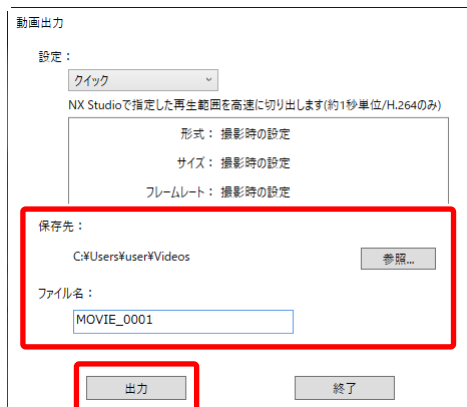 動画出力
設定：
クイック
NX Studioで指定した再生範囲を高速に切り出します(約1秒単位/H.264のみ)
形式： 撮影時の設定
サイズ： 撮影時の設定
フレームレート： 撮影時の設定
保存先：
C:¥Users¥user¥Videos 参照...
ファイル名：
MOVIE_0001
出力 終了